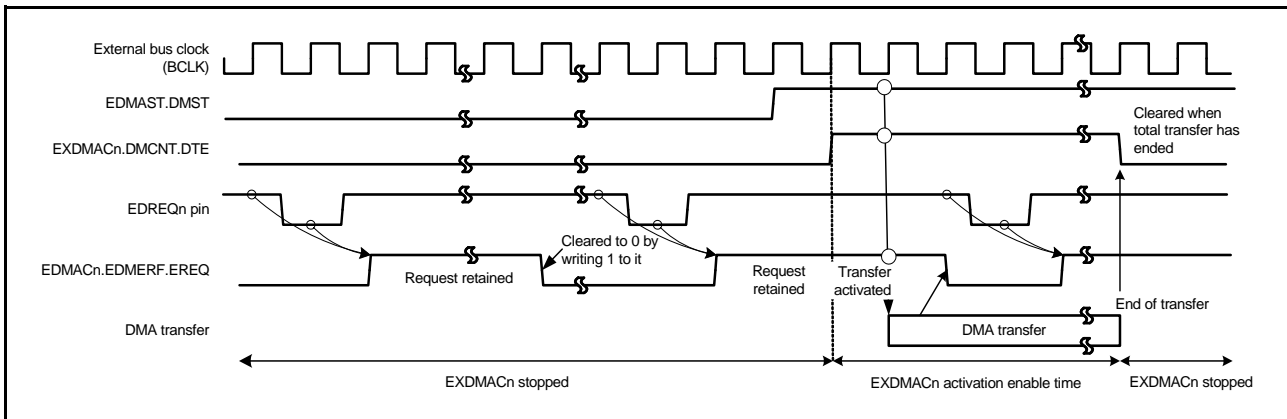 External bus clock
(BCLK)
EDMAST.DMST
Cleared when
total transfer has
ended
EXDMACn.DMCNT.DTE
EDREQn pin
Cleared to 0 by
writing 1 to it
EDMACn.EDMERF.EREQ
Request retained
Request
retained
Transfer
activated
End of transfer
DMA transfer
DMA transfer
EXDMACn stopped
EXDMACn activation enable time
EXDMACn stopped